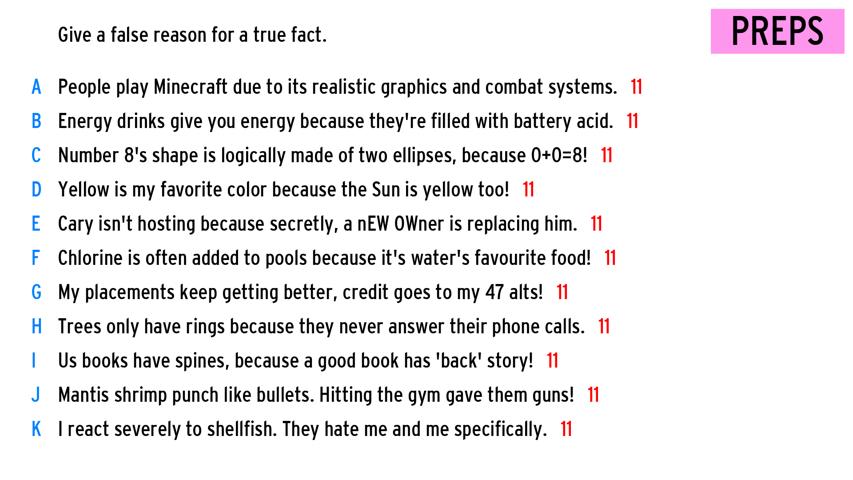 Give a false reason for a true fact.
PREPS
A People play Minecraft due to its realistic graphics and combat systems. 11
B Energy drinks give you energy because they're filled with battery acid. 11
C Number 8's shape is logically made of two ellipses, because 0+0=8! 11
D Yellow is my favorite color because the Sun is yellow too! 11
E Cary isn't hosting because secretly, a nEW OWner is replacing him. 11
F Chlorine is often added to pools because it's water's favourite food! 11
G My placements keep getting better, credit goes to my 47 alts! 11
H Trees only have rings because they never answer their phone calls. 11
I Us books have spines, because a good book has 'back' story! 11
J Mantis shrimp punch like bullets. Hitting the gym gave them guns! 11
K I react severely to shellfish. They hate me and me specifically. 11